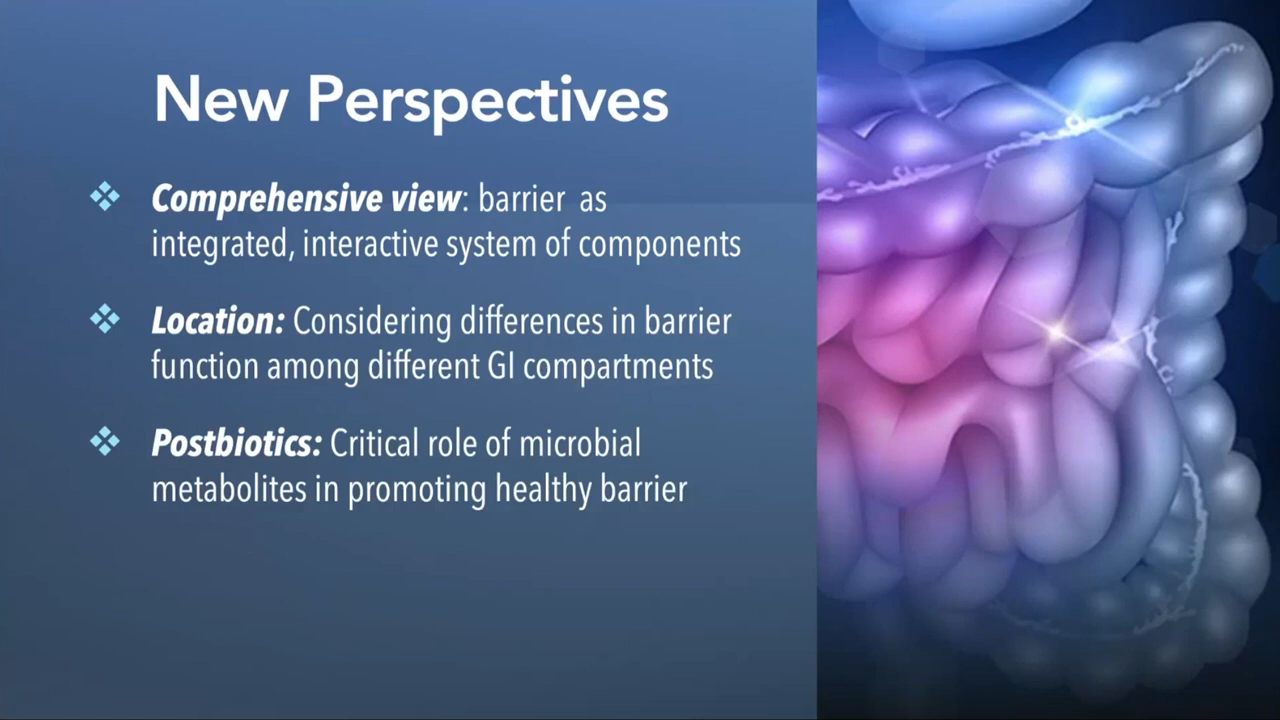 New Perspectives
Comprehensive view: barrier as
integrated, interactive system of components
Location: Considering differences in barrier
function among different GI compartments
Postbiotics: Critical role of microbial
metabolites in promoting healthy barrier